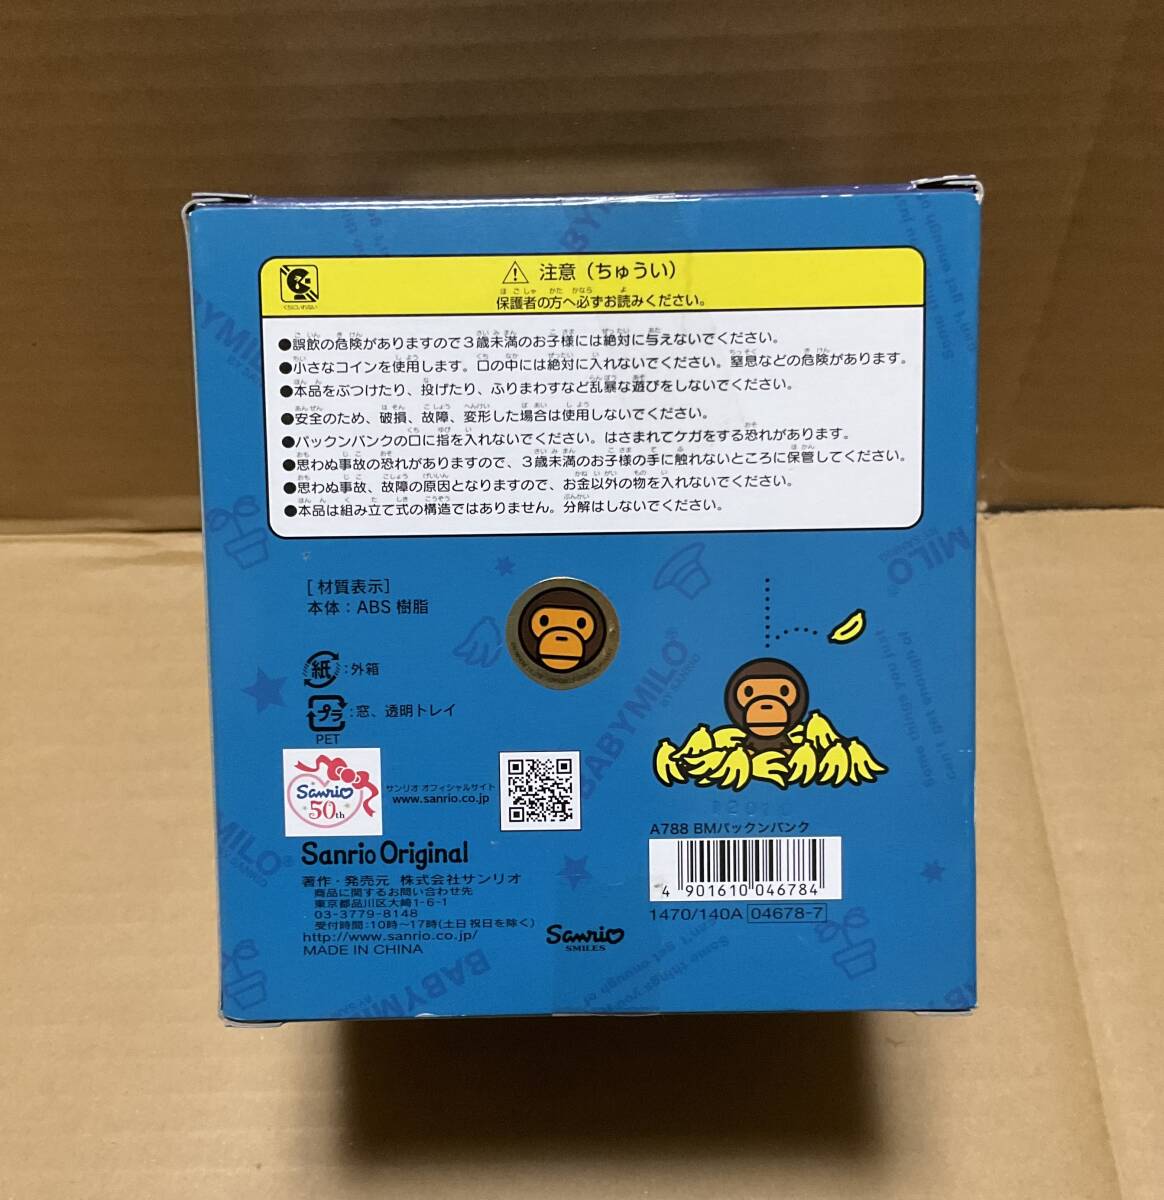 くちにいれない
⚠ 注意（ちゅうい）
保護者の方へ必ずお読みください。
●誤飲の危険がありますので３歳未満のお子様には絶対に与えないでください。
●小さなコインを使用します。口の中には絶対に入れないでください。窒息などの危険があります。
●本品をぶつけたり、投げたり、ふりまわすなど乱暴な遊びをしないでください。
●安全のため、破損、故障、変形した場合は使用しないでください。
●バックンバンクの口に指を入れないでください。はさまれてケガをする恐れがあります。
●思わぬ事故の恐れがありますので、３歳未満のお子様の手に触れないところに保管してください。
●思わぬ事故、故障の原因となりますので、お金以外の物を入れないでください。
●本品は組み立て式の構造ではありません。分解はしないでください。
[材質表示]
本体：ABS 樹脂
紙：外箱
プラ：窓、透明トレイ
PET
Sanrio
50th
サンリオ オフィシャルサイト
www.sanrio.co.jp
Sanrio Original
著作・発売元 株式会社サンリオ
商品に関するお問い合わせ先
東京都品川区大崎1-6-1
03-3779-8148
受付時間：10時〜17時(土日祝日を除く)
http://www.sanrio.co.jp/
MADE IN CHINA
Sanrio
SMILES
A788 BMバックンバンク
4 901610 046784
1470/140A 04678-7
BABYMILO®
BABYMILO
MILO®